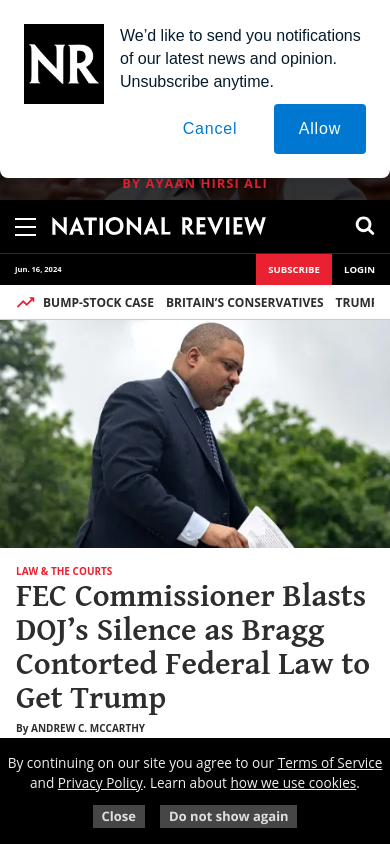 NR
We’d like to send you notifications
of our latest news and opinion.
Unsubscribe anytime.
Cancel
Allow
BY AYAAN HIRSI ALI
NATIONAL REVIEW
Jun. 16, 2024
SUBSCRIBE
LOGIN
BUMP-STOCK CASE BRITAIN’S CONSERVATIVES TRUMP
LAW & THE COURTS
FEC Commissioner Blasts
DOJ’s Silence as Bragg
Contorted Federal Law to
Get Trump
By ANDREW C. MCCARTHY
By continuing on our site you agree to our Terms of Service
and Privacy Policy. Learn about how we use cookies.
Close
Do not show again